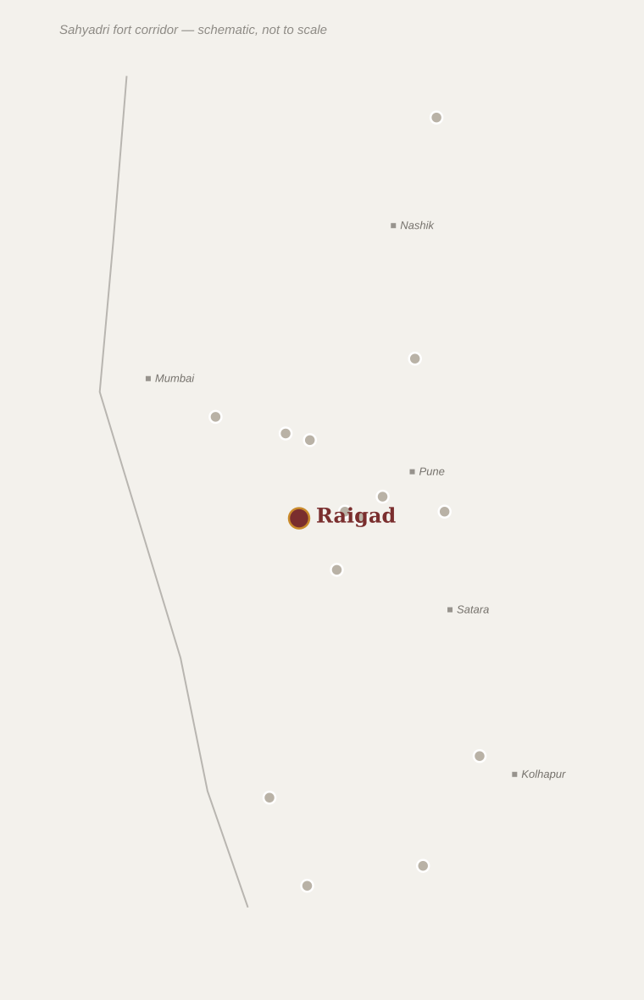 Sahyadri fort corridor — schematic, not to scale
Nashik
Mumbai
Pune
Raigad
Satara
Kolhapur